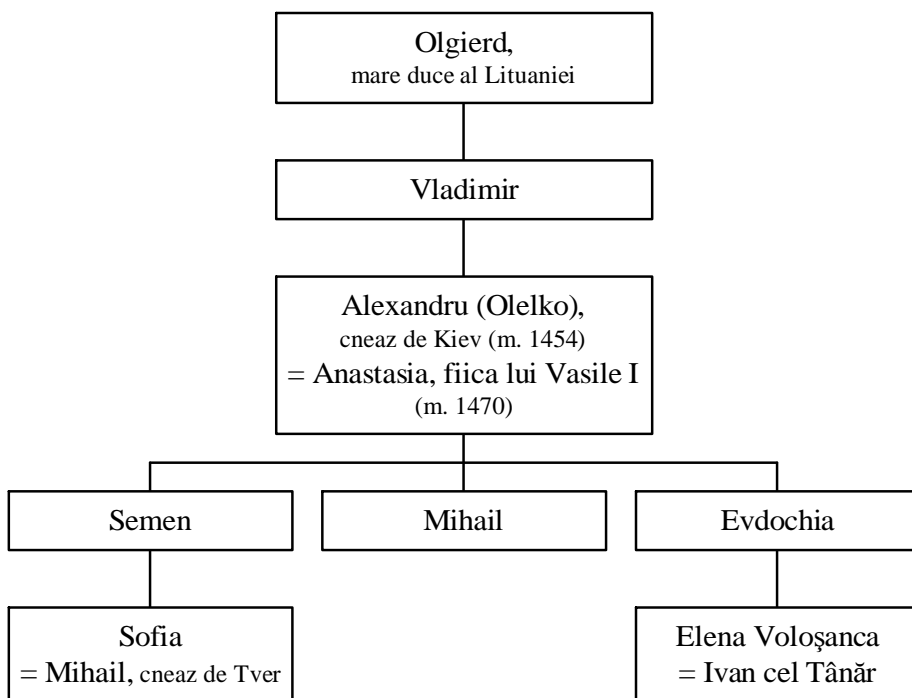 Olgierd,
mare duce al Lituaniei
Vladimir
Alexandru (Olelko),
cneaz de Kiev (m. 1454)
= Anastasia, fiica lui Vasile I
(m. 1470)
Semen
Mihail
Evdochia
Sofia
= Mihail, cneaz de Tver
Elena Voloşanca
= Ivan cel Tânăr